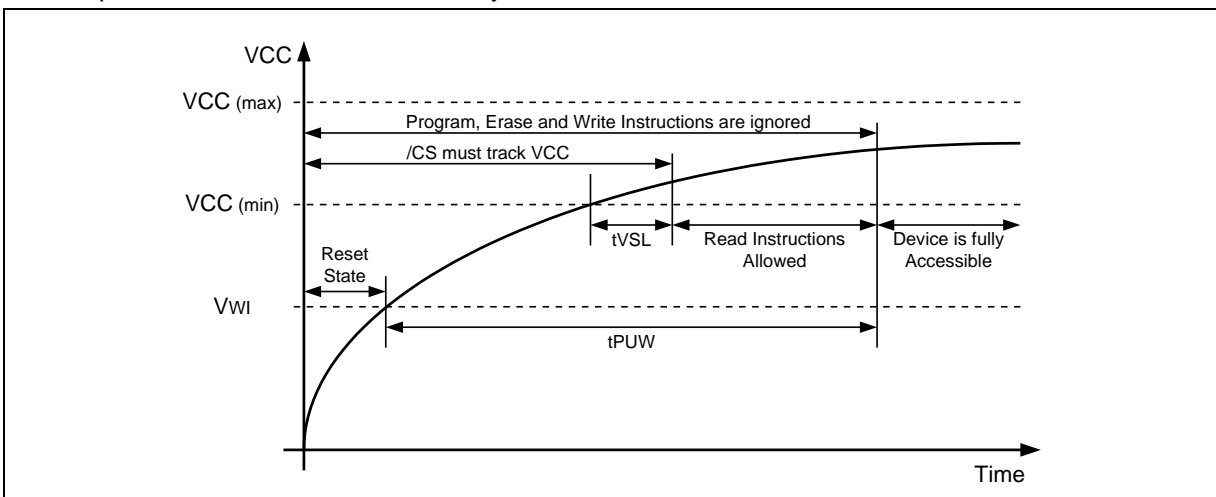 VCC
VCC (max)
Program, Erase and Write Instructions are ignored
/CS must track VCC
VCC (min)
tVSL
Read Instructions
Allowed
Device is fully
Accessible
Reset
State
VWI
tPUW
Time